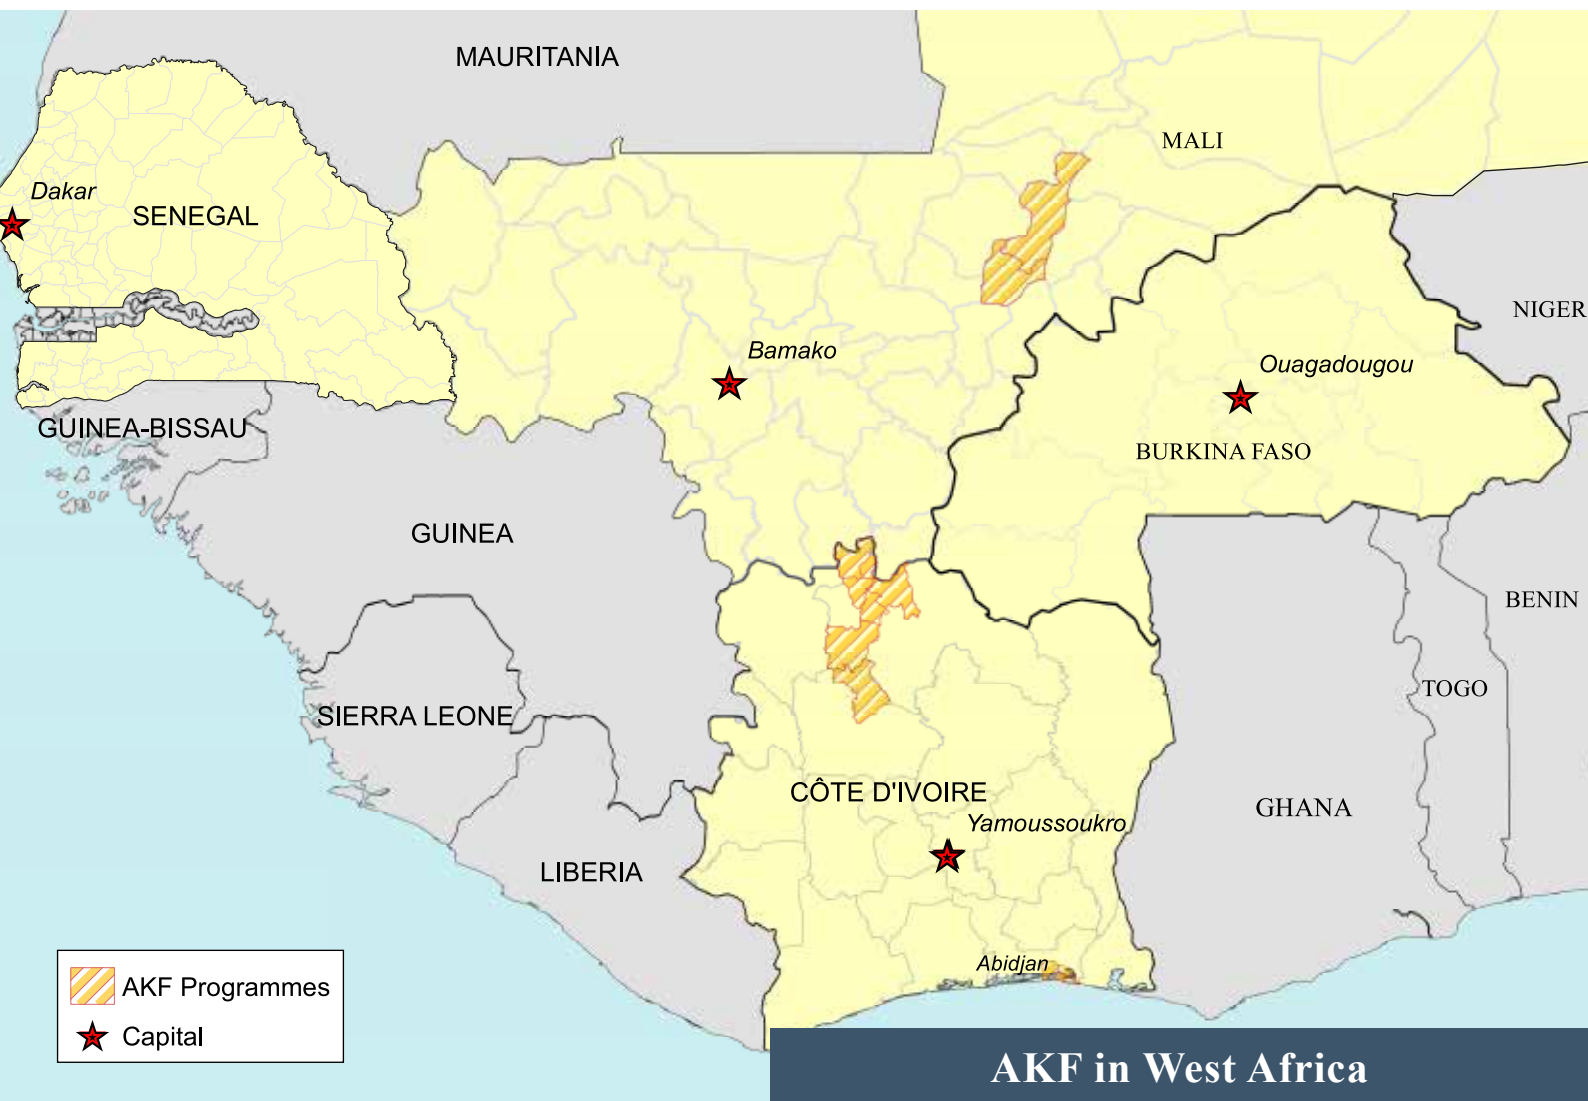 MAURITANIA
MALI
Dakar
SENEGAL
NIGER
Bamako
Ouagadougou
GUINEA-BISSAU
BURKINA FASO
GUINEA
BENIN
TOGO
SIERRA LEONE
CÔTE D'IVOIRE
GHANA
Yamoussoukro
LIBERIA
Abidjan
AKF Programmes
Capital
AKF in West Africa